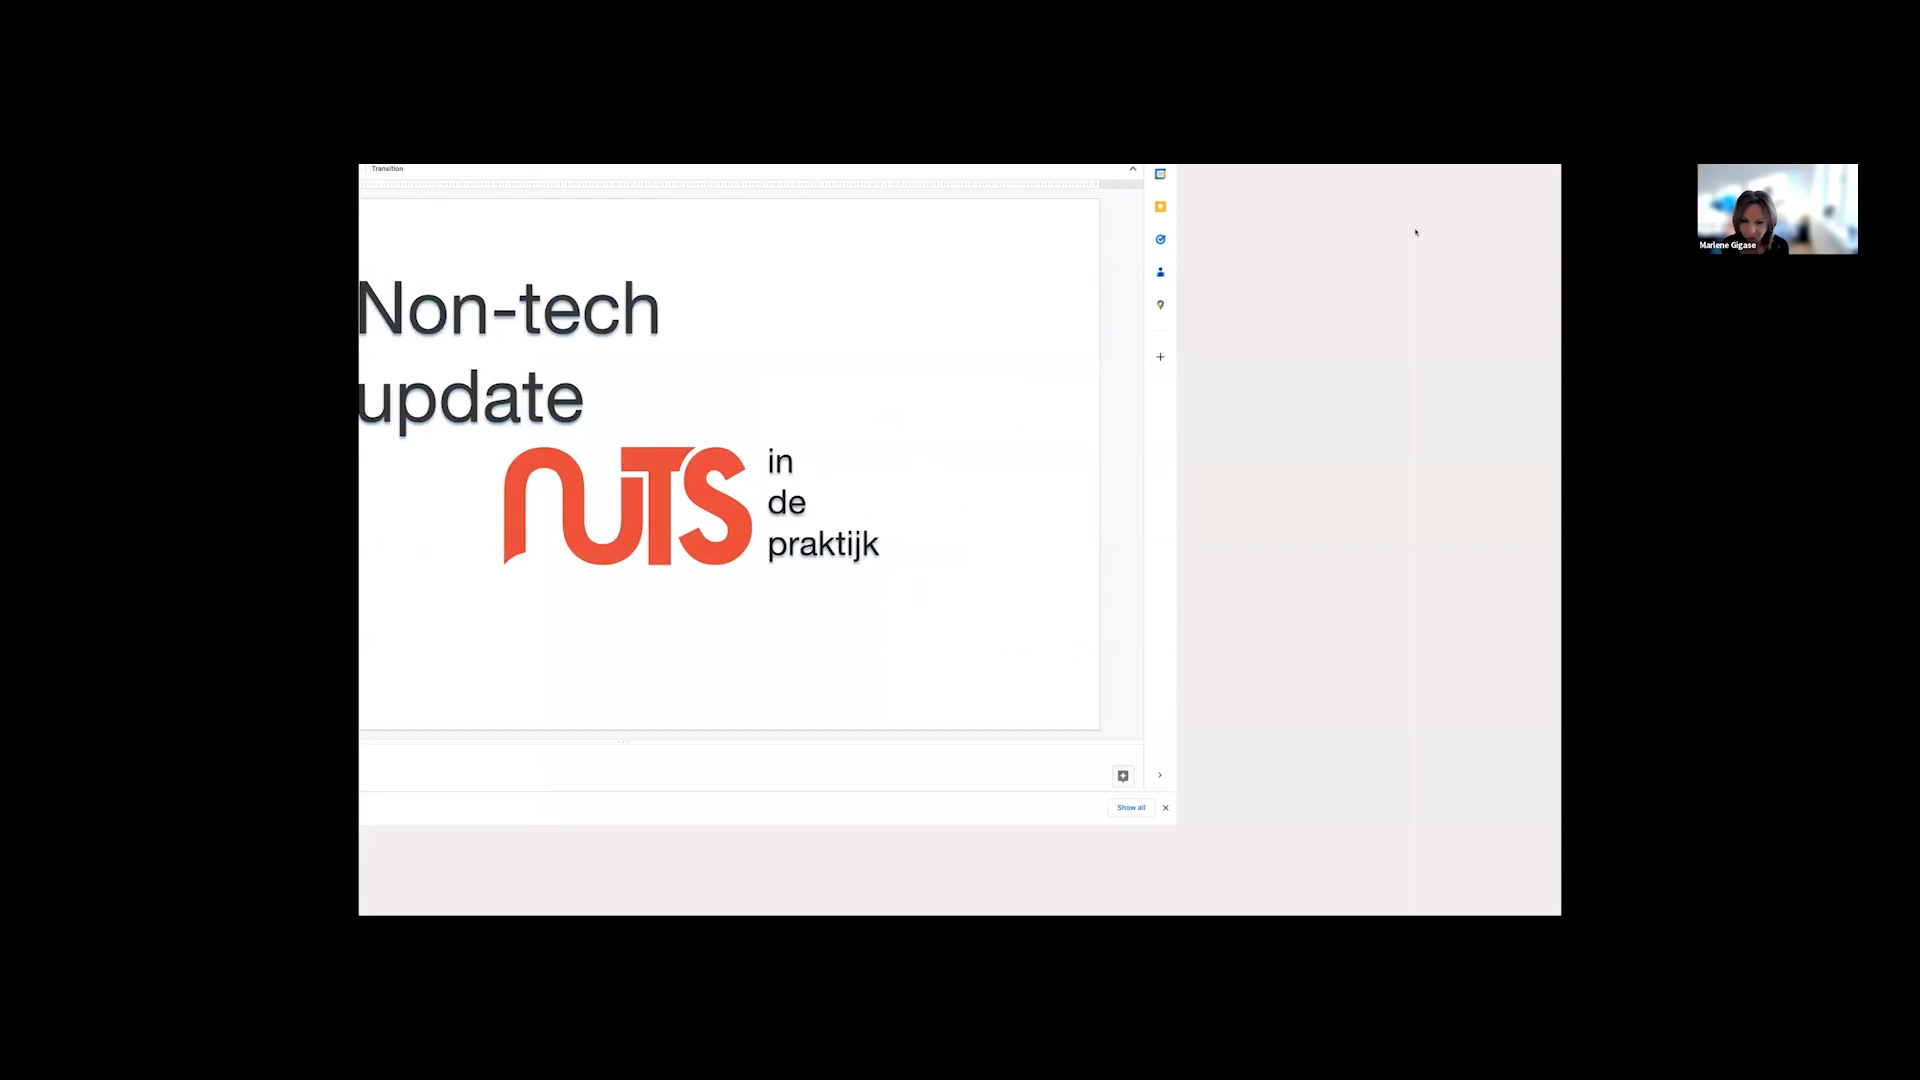 Transition
Non-tech
update
NUTS
in
de
praktijk
Marlene Gigase
Show all